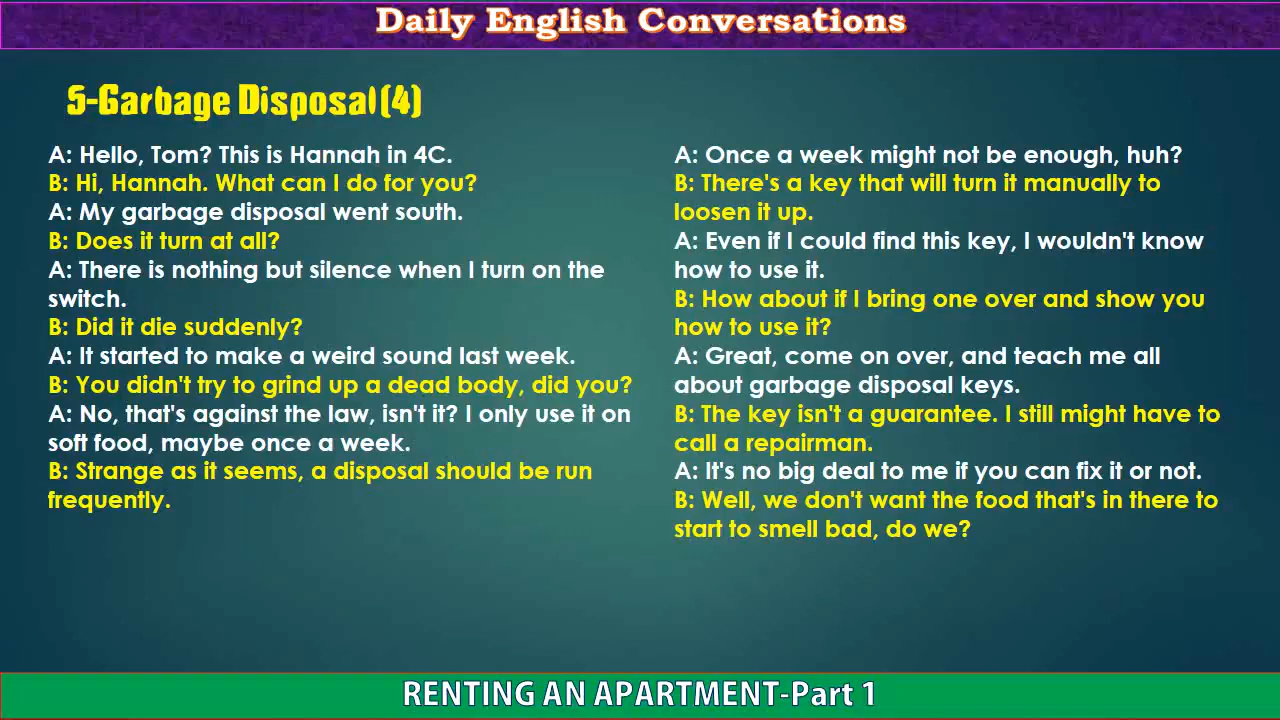 Daily English Conversations
5-Garbage Disposal(4)
A: Hello, Tom? This is Hannah in 4C.
B: Hi, Hannah. What can I do for you?
A: My garbage disposal went south.
B: Does it turn at all?
A: There is nothing but silence when I turn on the
switch.
B: Did it die suddenly?
A: It started to make a weird sound last week.
B: You didn't try to grind up a dead body, did you?
A: No, that's against the law, isn't it? I only use it on
soft food, maybe once a week.
B: Strange as it seems, a disposal should be run
frequently.
A: Once a week might not be enough, huh?
B: There's a key that will turn it manually to
loosen it up.
A: Even if I could find this key, I wouldn't know
how to use it.
B: How about if I bring one over and show you
how to use it?
A: Great, come on over, and teach me all
about garbage disposal keys.
B: The key isn't a guarantee. I still might have to
call a repairman.
A: It's no big deal to me if you can fix it or not.
B: Well, we don't want the food that's in there to
start to smell bad, do we?
RENTING AN APARTMENT-Part 1